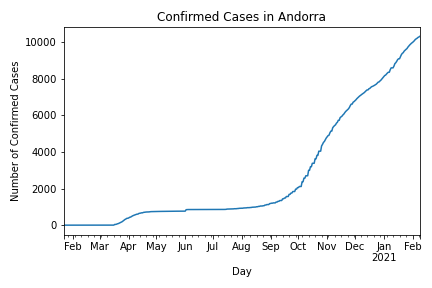 Confirmed Cases in Andorra
Number of Confirmed Cases
10000
8000
6000
4000
2000
0
Feb Mar Apr May Jun Jul Aug Sep Oct Nov Dec Jan Feb
2021
Day